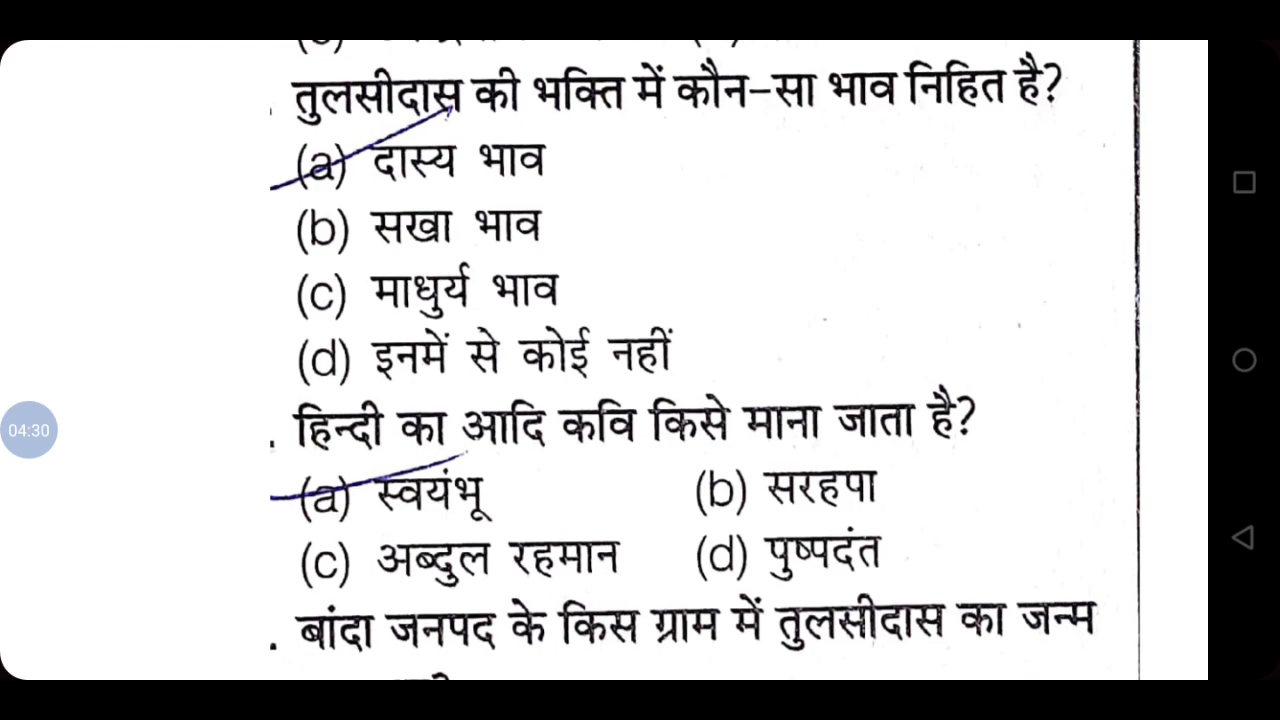 तुलसीदास की भक्ति में कौन-सा भाव निहित है?
(a) दास्य भाव
(b) सखा भाव
(c) माधुर्य भाव
(d) इनमें से कोई नहीं
. हिन्दी का आदि कवि किसे माना जाता है?
(a) स्वयंभू (b) सरहपा
(c) अब्दुल रहमान (d) पुष्पदंत
. बांदा जनपद के किस ग्राम में तुलसीदास का जन्म
04:30